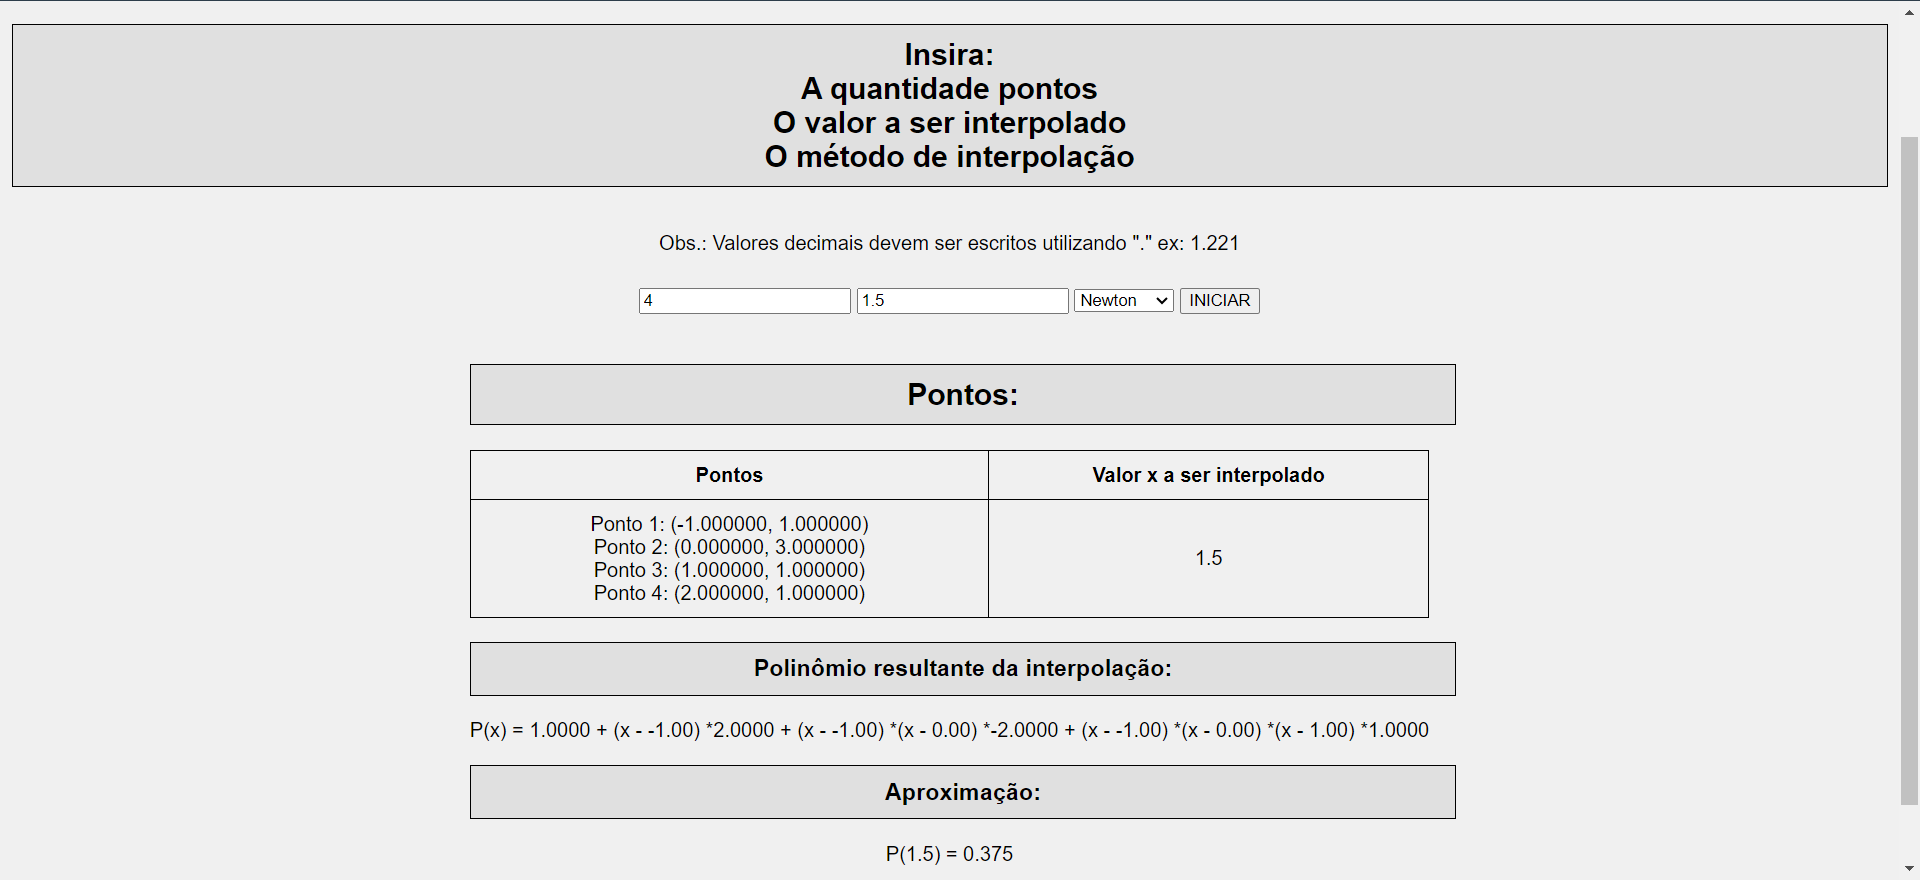 Insira:
A quantidade pontos
O valor a ser interpolado
O método de interpolação
Obs.: Valores decimais devem ser escritos utilizando "." ex: 1.221
4 1.5 Newton INICIAR
Pontos:
Pontos Valor x a ser interpolado
Ponto 1: (-1.000000, 1.000000)
Ponto 2: (0.000000, 3.000000)
1.5
Ponto 3: (1.000000, 1.000000)
Ponto 4: (2.000000, 1.000000)
Polinômio resultante da interpolação:
P(x) = 1.0000 + (x - -1.00) *2.0000 + (x - -1.00) *(x - 0.00) *-2.0000 + (x - -1.00) *(x - 0.00) *(x - 1.00) *1.0000
Aproximação:
P(1.5) = 0.375